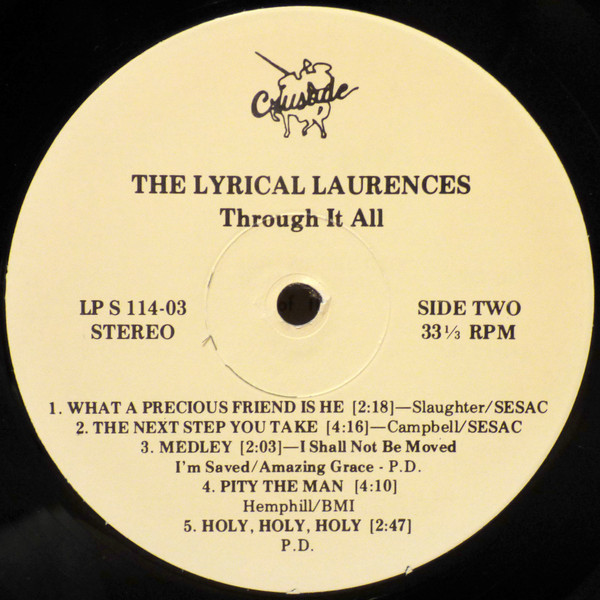 Crusade
THE LYRICAL LAURENCES
Through It All
LP S 114-03
STEREO
SIDE TWO
33⅓ RPM
1. WHAT A PRECIOUS FRIEND IS HE [2:18]—Slaughter/SESAC
2. THE NEXT STEP YOU TAKE [4:16]—Campbell/SESAC
3. MEDLEY [2:03]—I Shall Not Be Moved
I'm Saved/Amazing Grace - P.D.
4. PITY THE MAN [4:10]
Hemphill/BMI
5. HOLY, HOLY, HOLY [2:47]
P.D.